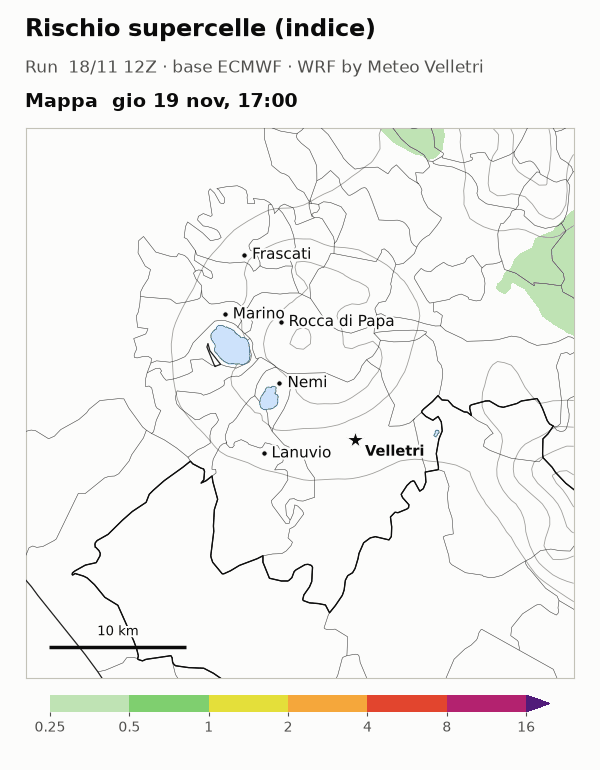 Rischio supercelle (indice)
Run  18/11 12Z · base ECMWF · WRF by Meteo Velletri
Mappa  gio 19 nov, 17:00
Frascati
Marino
Rocca di Papa
Nemi
Velletri
Lanuvio
10 km
0.25 0.5 1 2 4 8 16